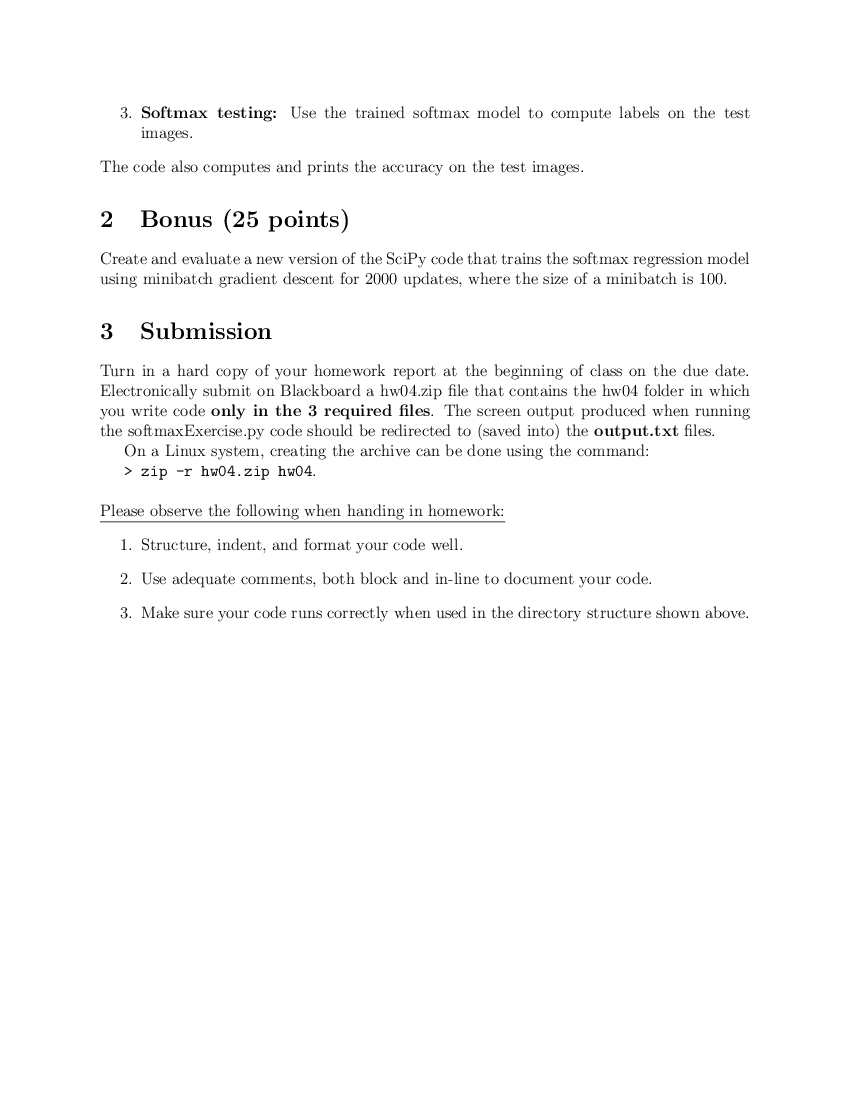 3. Softmax testing: Use the trained softmax model to compute labels on the test
images.
The code also computes and prints the accuracy on the test images.
2 Bonus (25 points)
Create and evaluate a new version of the SciPy code that trains the softmax regression model
using minibatch gradient descent for 2000 updates, where the size of a minibatch is 100.
3 Submission
Turn in a hard copy of your homework report at the beginning of class on the due date.
Electronically submit on Blackboard a hw04.zip file that contains the hw04 folder in which
you write code only in the 3 required files. The screen output produced when running
the softmaxExercise.py code should be redirected to (saved into) the output.txt files.
On a Linux system, creating the archive can be done using the command:
> zip -r hw04.zip hw04.
Please observe the following when handing in homework:
1. Structure, indent, and format your code well.
2. Use adequate comments, both block and in-line to document your code.
3. Make sure your code runs correctly when used in the directory structure shown above.